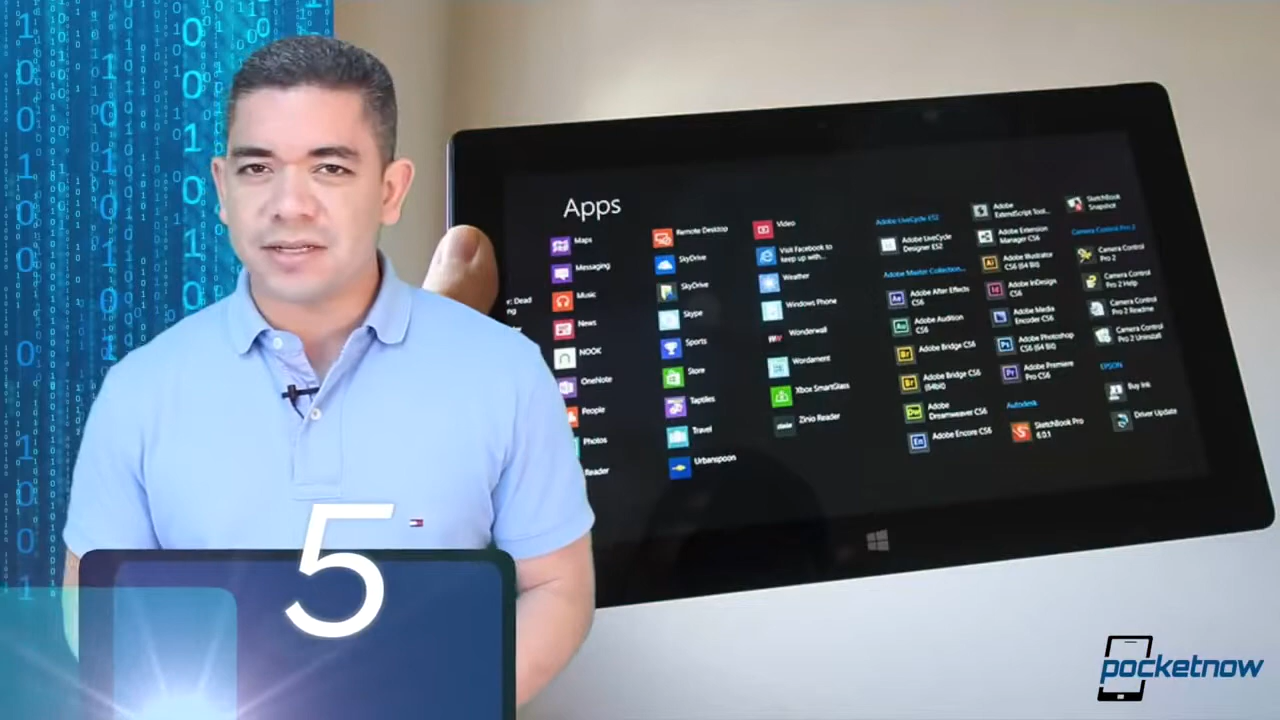 Apps
Maps
Messaging
Music
News
NOOK
OneNote
People
Photos
Reader
Remote Desktop
SkyDrive
SkyDrive
Skype
Sports
Store
Taptiles
Travel
Urbanspoon
Video
Visit Facebook to
keep up with...
Weather
Windows Phone
Wonderwall
Wordament
Xbox SmartGlass
Zinio Reader
Adobe LiveCycle ES2
Adobe LiveCycle
Designer ES2
Adobe Master Collection...
Adobe After Effects
CS6
Adobe Audition
CS6
Adobe Bridge CS6
Adobe Bridge CS6
(64bit)
Adobe
Dreamweaver CS6
Adobe Encore CS6
Adobe
ExtendScript Tool...
Adobe Extension
Manager CS6
Adobe Illustrator
CS6 (64 Bit)
Adobe InDesign
CS6
Adobe Media
Encoder CS6
Adobe Photoshop
CS6 (64 Bit)
Adobe Premiere
Pro CS6
Autodesk
SketchBook Pro
6.0.1
SketchBook
Snapshot
Camera Control Pro 2
Camera Control
Pro 2
Camera Control
Pro 2 Help
Camera Control
Pro 2 Readme
Camera Control
Pro 2 Uninstall
EPSON
Buy Ink
Driver Update
5
pocketnow